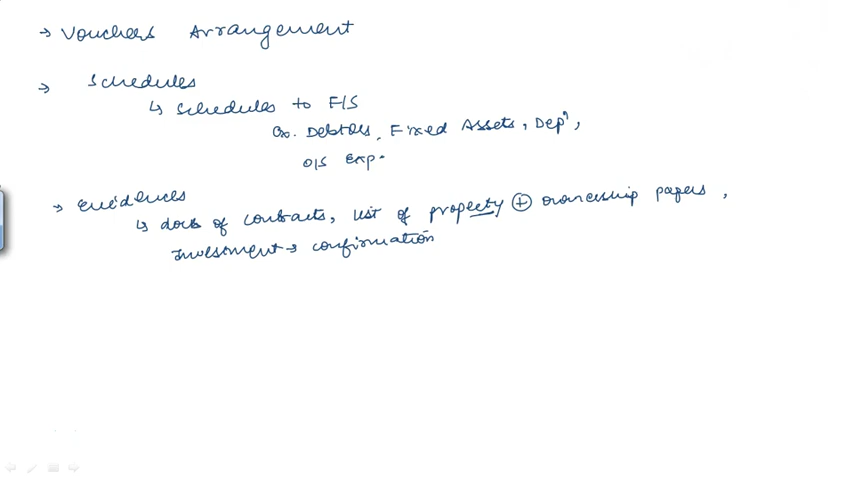 → Vouchers Arrangement
→ Schedules
↳ Schedules to F/S
Ex. Debtors, Fixed Assets, Depⁿ,
O/S Exp.
→ Evidences
↳ docs of contracts, list of property ⊕ ownership papers,
Investment → confirmation